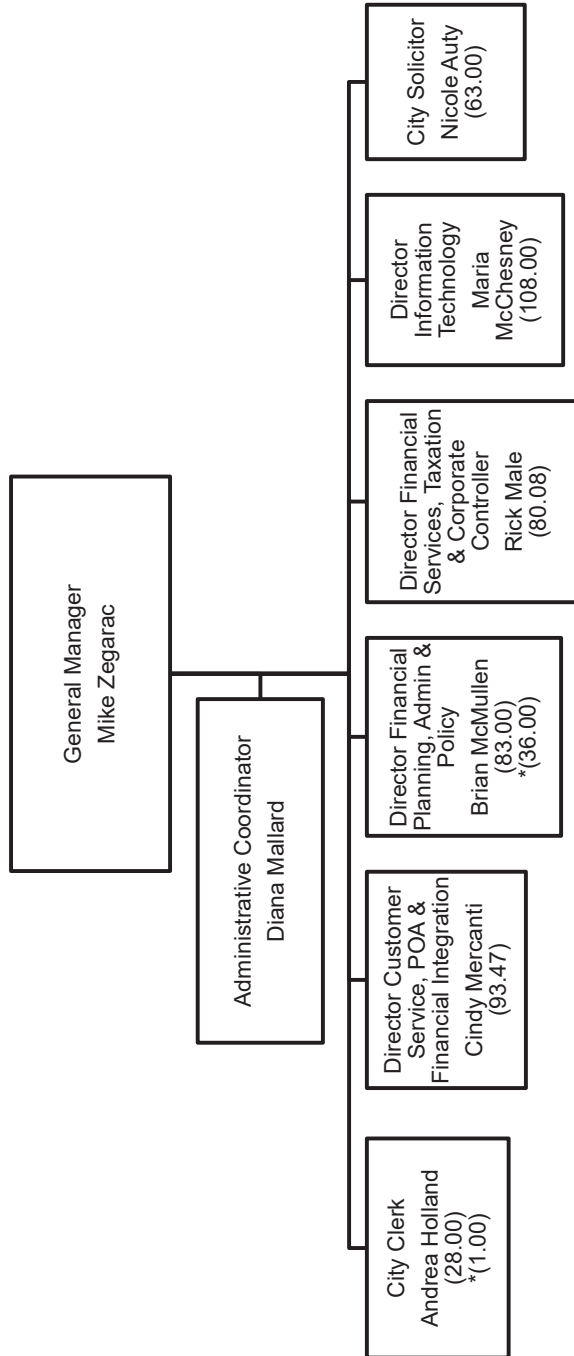 General Manager
Mike Zegarac
Administrative Coordinator
Diana Mallard
City Clerk
Andrea Holland
(28.00)
*(1.00)
Director Customer
Service, POA &
Financial Integration
Cindy Mercanti
(93.47)
Director Financial
Planning, Admin &
Policy
Brian McMullen
(83.00)
*(36.00)
Director Financial
Services, Taxation
& Corporate
Controller
Rick Male
(80.08)
Director
Information
Technology
Maria
McChesney
(108.00)
City Solicitor
Nicole Auty
(63.00)